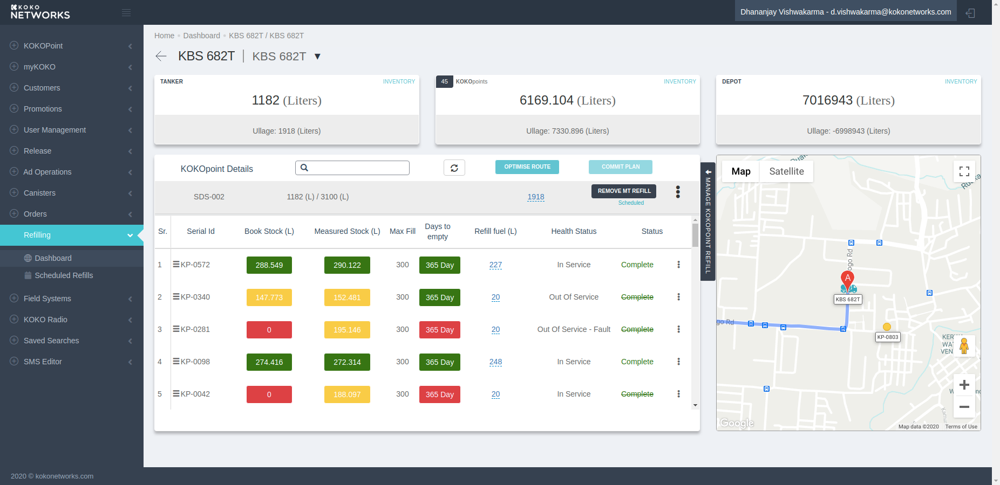 KOKO
NETWORKS
Dhananjay Vishwakarma - d.vishwakarma@kokonetworks.com
KOKOPoint
myKOKO
Customers
Promotions
User Management
Release
Ad Operations
Canisters
Orders
Refilling
Dashboard
Scheduled Refills
Field Systems
KOKO Radio
Saved Searches
SMS Editor
Home Dashboard KBS 682T / KBS 682T
KBS 682T | KBS 682T ▼
TANKER INVENTORY
1182 (Liters)
Ullage: 1918 (Liters)
45 KOKOpoints INVENTORY
6169.104 (Liters)
Ullage: 7330.896 (Liters)
DEPOT INVENTORY
7016943 (Liters)
Ullage: -6998943 (Liters)
KOKOpoint Details OPTIMISE ROUTE COMMIT PLAN
SDS-002 1182 (L) / 3100 (L) 1918 REMOVE MT REFILL
Scheduled
Sr. Serial Id Book Stock (L) Measured Stock (L) Max Fill Days to empty Refill fuel (L) Health Status Status
1 KP-0572 288.549 290.122 300 365 Day 227 In Service Complete
2 KP-0340 147.773 152.481 300 365 Day 20 Out Of Service Complete
3 KP-0281 0 195.146 300 365 Day 20 Out Of Service - Fault Complete
4 KP-0098 274.416 272.314 300 365 Day 248 In Service Complete
5 KP-0042 0 188.097 300 365 Day 20 In Service Complete
MANAGE KOKOPOINT REFILL
Map Satellite
ogo Rd
A
KBS 682T
go Rd
KP-0803
KER
WAT
VEN
Kamur
Google
Map data ©2020 Terms of Use
2020 © kokonetworks.com